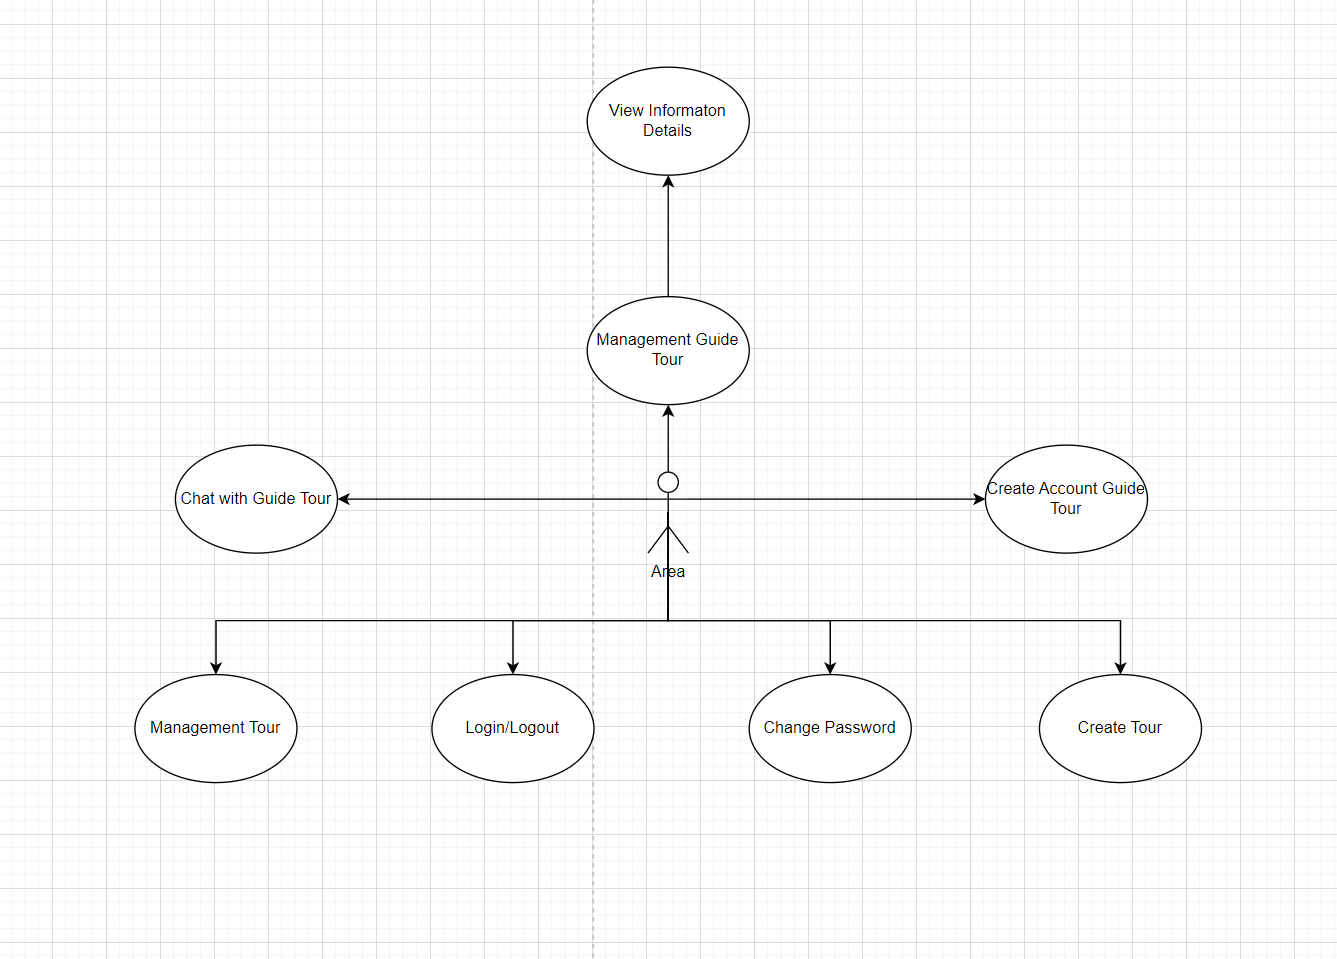 View Informaton
Details
Management Guide
Tour
Chat with Guide Tour
Create Account Guide
Tour
Area
Management Tour
Login/Logout
Change Password
Create Tour